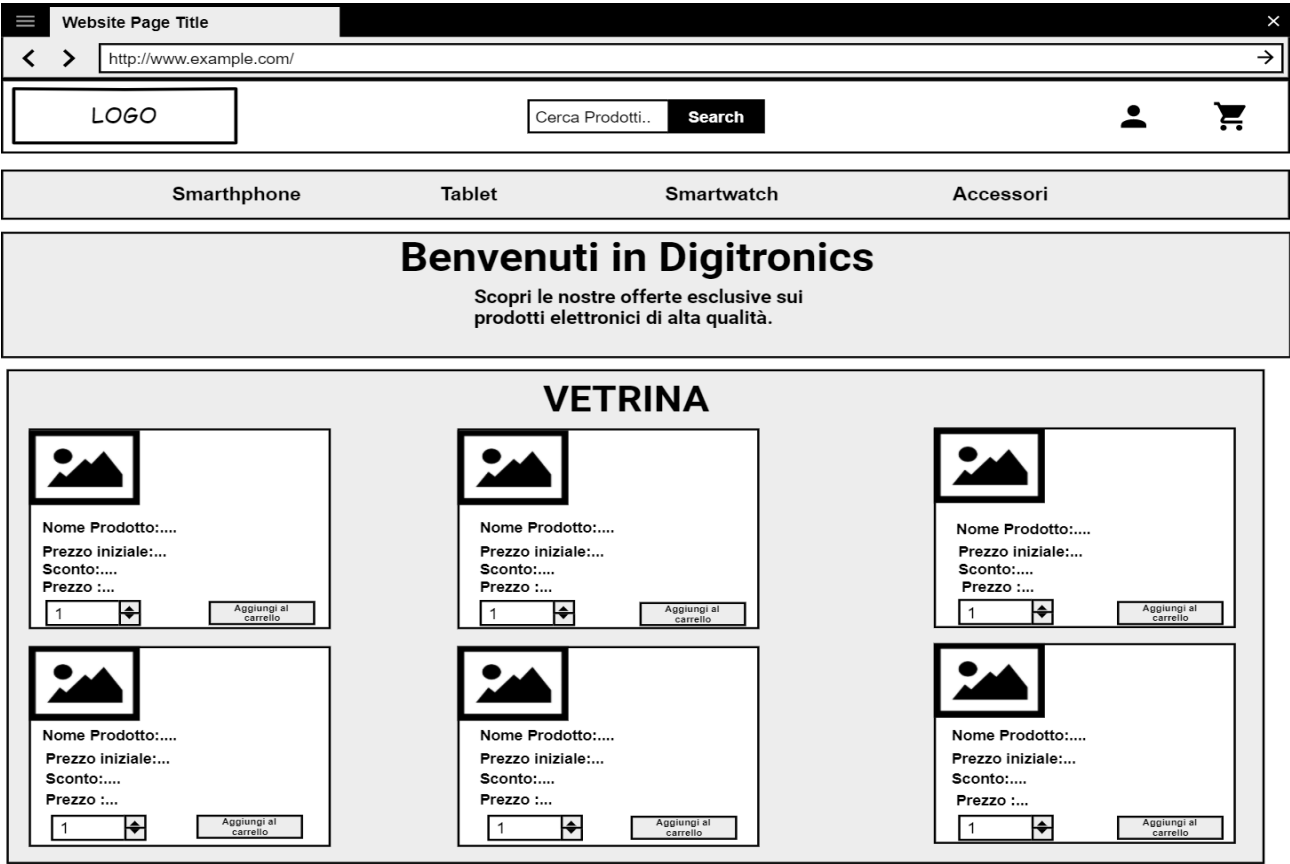 Website Page Title
http://www.example.com/
LOGO
Cerca Prodotti..
Search
Smarthphone
Tablet
Smartwatch
Accessori
Benvenuti in Digitronics
Scopri le nostre offerte esclusive sui
prodotti elettronici di alta qualità.
VETRINA
Nome Prodotto:....
Prezzo iniziale:...
Sconto:....
Prezzo :...
1
Aggiungi al
carrello
Nome Prodotto:....
Prezzo iniziale:...
Sconto:....
Prezzo :...
1
Aggiungi al
carrello
Nome Prodotto:....
Prezzo iniziale:...
Sconto:....
Prezzo :...
1
Aggiungi al
carrello
Nome Prodotto:....
Prezzo iniziale:...
Sconto:....
Prezzo :...
1
Aggiungi al
carrello
Nome Prodotto:....
Prezzo iniziale:...
Sconto:....
Prezzo :...
1
Aggiungi al
carrello
Nome Prodotto:....
Prezzo iniziale:...
Sconto:....
Prezzo :...
1
Aggiungi al
carrello